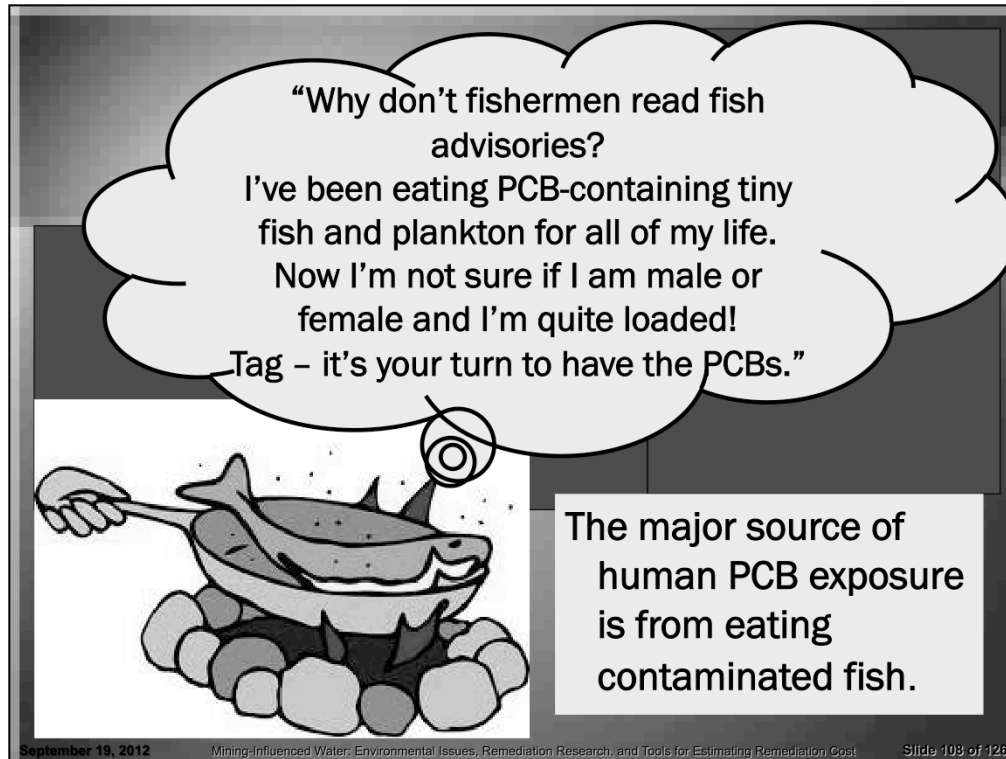 “Why don’t fishermen read fish
advisories?
I’ve been eating PCB-containing tiny
fish and plankton for all of my life.
Now I’m not sure if I am male or
female and I’m quite loaded!
Tag – it’s your turn to have the PCBs.”
The major source of
human PCB exposure
is from eating
contaminated fish.
September 19, 2012
Mining-Influenced Water: Environmental Issues, Remediation Research, and Tools for Estimating Remediation Cost
Slide 108 of 126